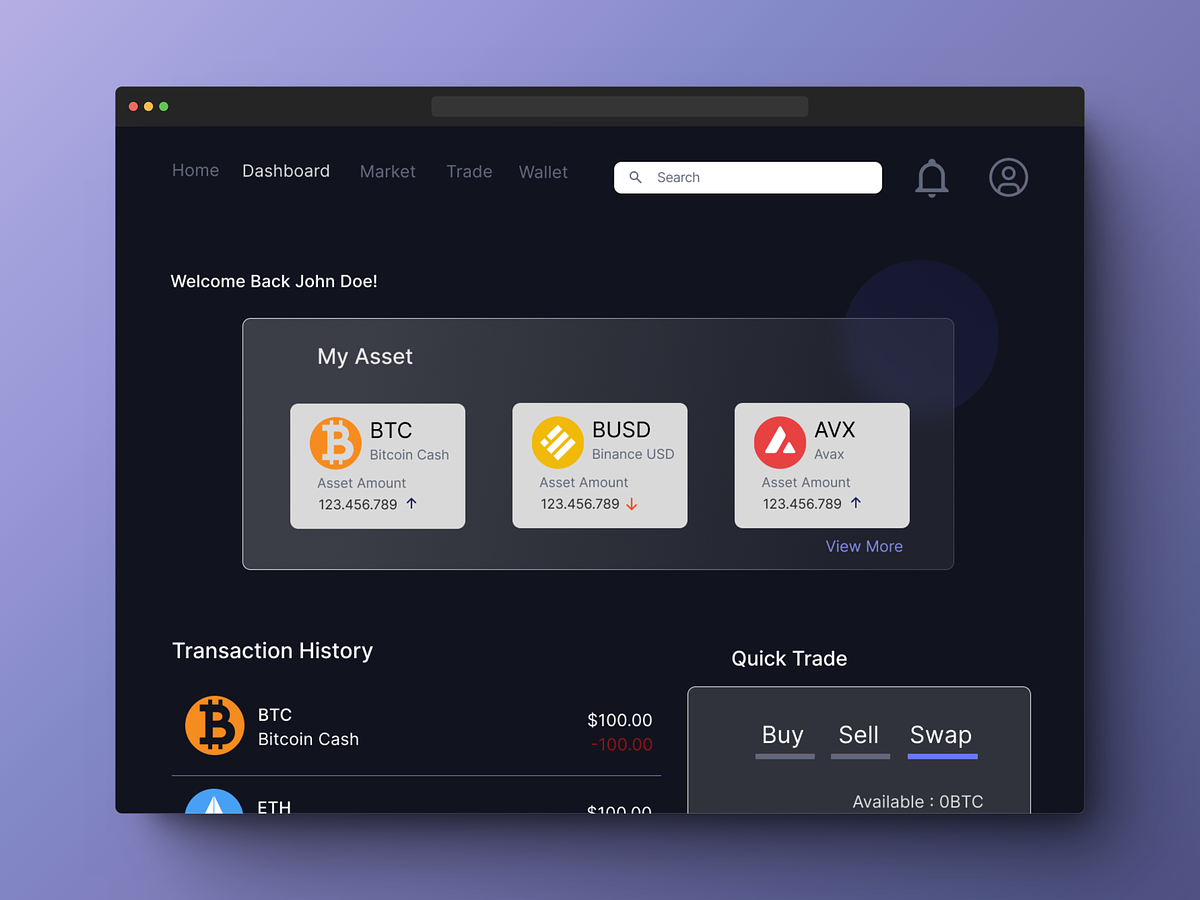 Home Dashboard Market Trade Wallet Search
Welcome Back John Doe!
My Asset
BTC
Bitcoin Cash
Asset Amount
123.456.789
BUSD
Binance USD
Asset Amount
123.456.789
AVX
Avax
Asset Amount
123.456.789
View More
Transaction History
BTC
Bitcoin Cash
$100.00
-100.00
ETH
$100.00
Quick Trade
Buy Sell Swap
Available : 0BTC